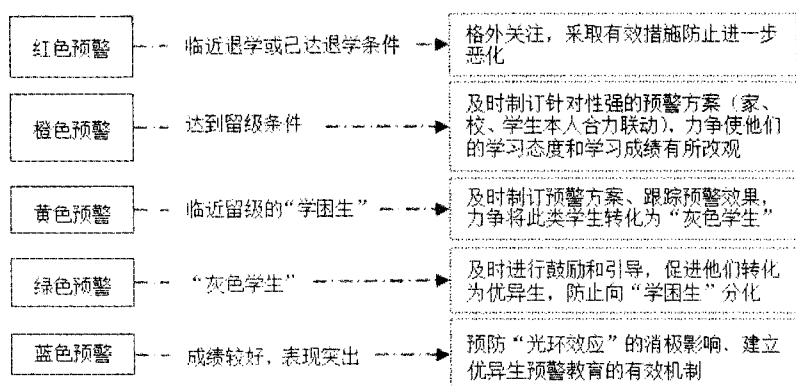 红色预警
临近退学或已达退学条件
格外关注，采取有效措施防止进一步
恶化
橙色预警
达到留级条件
及时制订针对性强的预警方案（家、
校、学生本人合力联动），力争使他们
的学习态度和学习成绩有所改观
黄色预警
临近留级的“学困生”
及时制订预警方案、跟踪预警效果，
力争将此类学生转化为“灰色学生”
绿色预警
“灰色学生”
及时进行鼓励和引导，促进他们转化
为优异生，防止向“学困生”分化
蓝色预警
成绩较好，表现突出
预防“光环效应”的消极影响、建立
优异生预警教育的有效机制